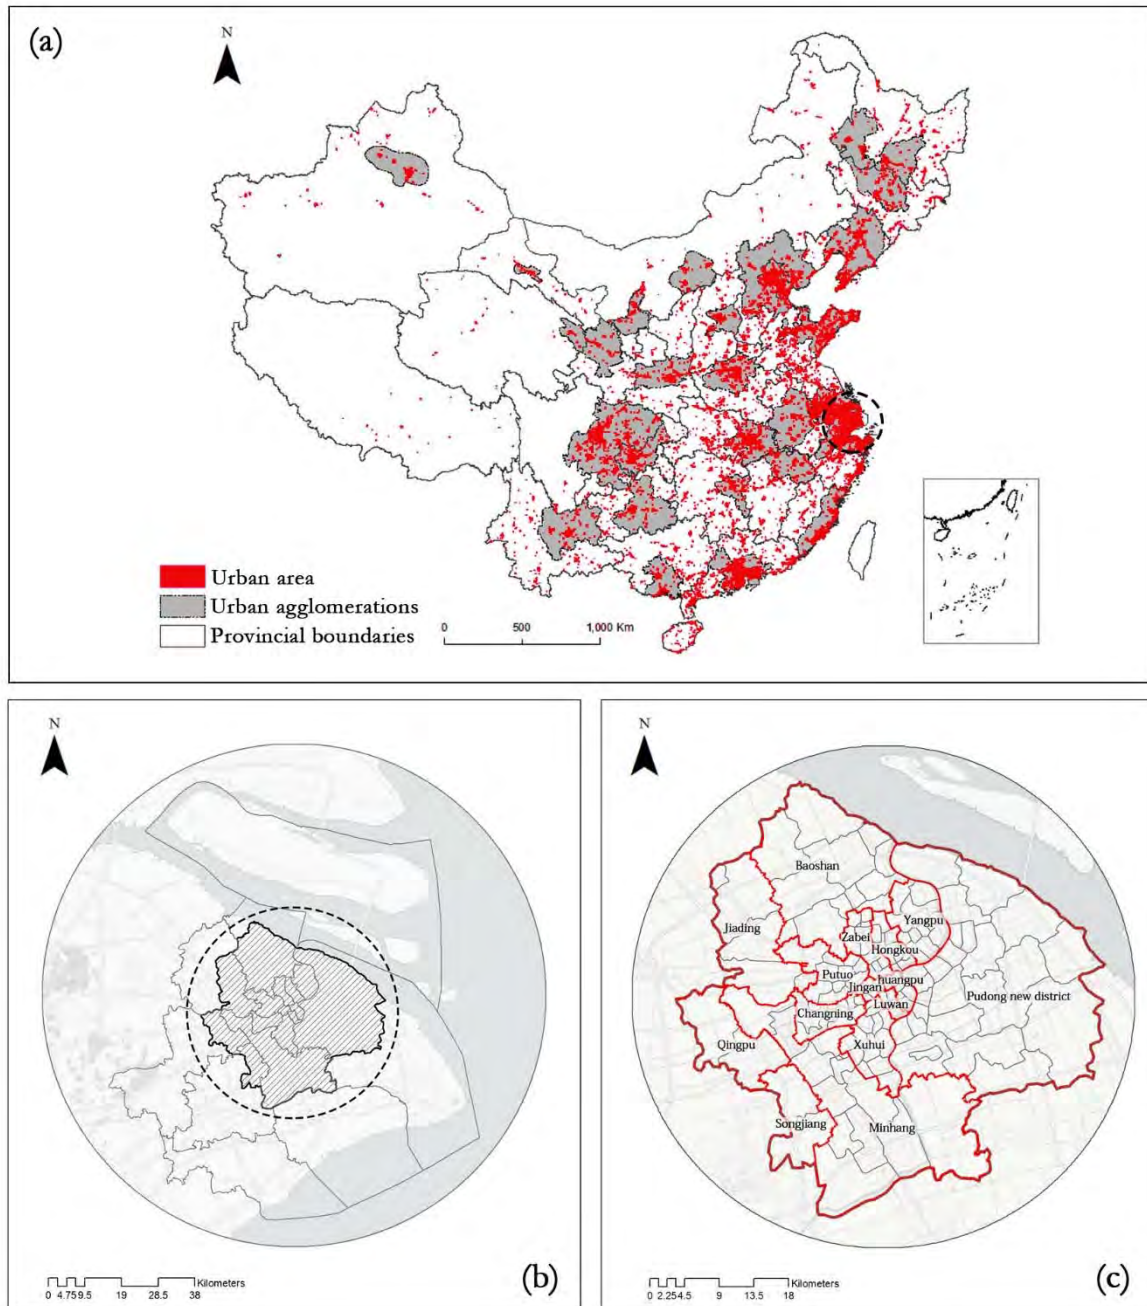 (a)
N
Urban area
Urban agglomerations
Provincial boundaries
0 500 1,000 Km
N
Kilometers
0 4.75 9.5 19 28.5 38
(b)
N
Baoshan
Yangpu
Jiading
Zabei
Hongkou
Putuo
huangpu
Jingan
Pudong new district
Luwan
Changning
Qingpu
Xuhui
Songjiang
Minhang
Kilometers
0 2.25 4.5 9 13.5 18
(c)